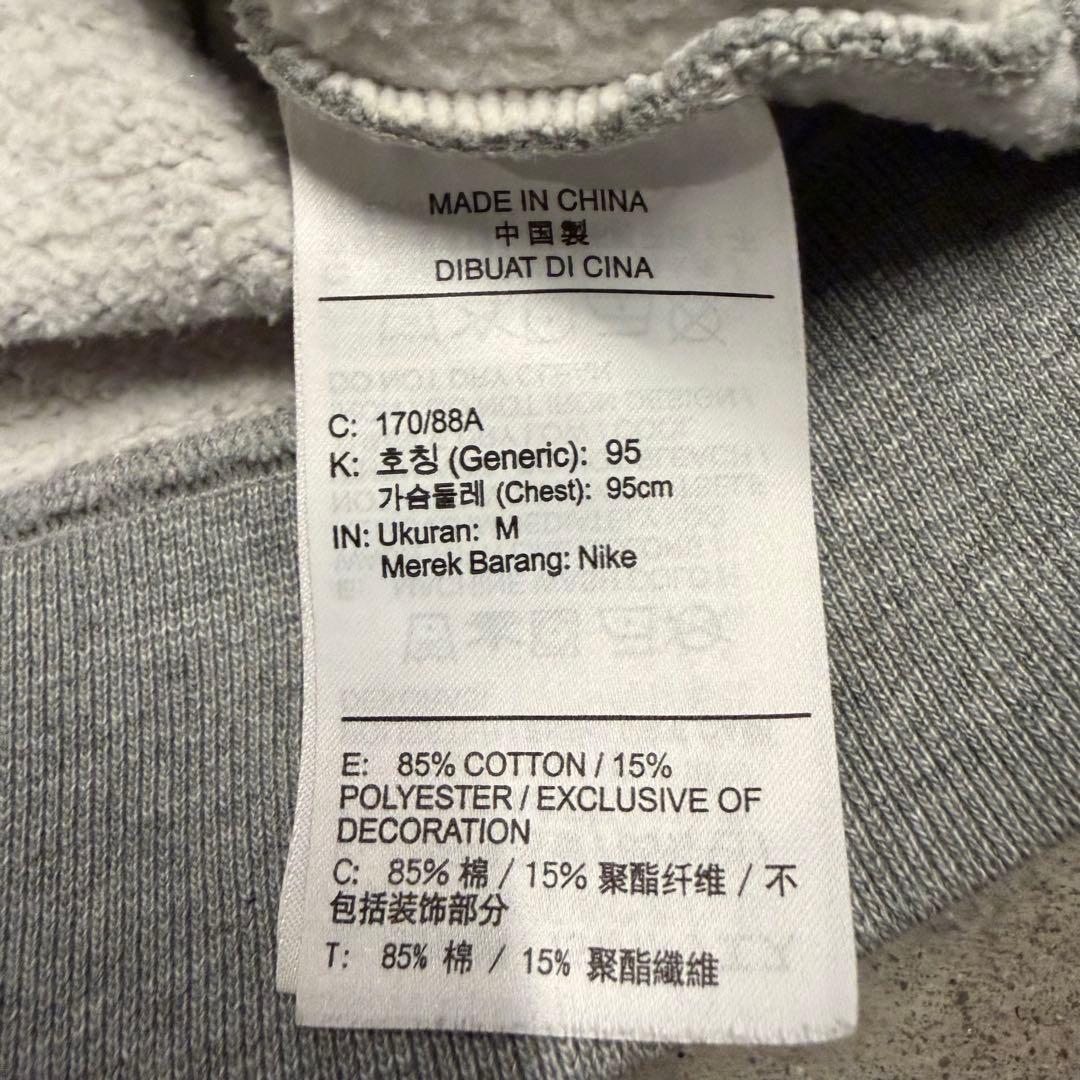 MADE IN CHINA
中国製
DIBUAT DI CINA
C: 170/88A
K: 호칭 (Generic): 95
가슴둘레 (Chest): 95cm
IN: Ukuran: M
Merek Barang: Nike
E: 85% COTTON / 15%
POLYESTER / EXCLUSIVE OF
DECORATION
C: 85% 棉 / 15% 聚酯纤维 / 不
包括装饰部分
T: 85% 棉 / 15% 聚酯纖維